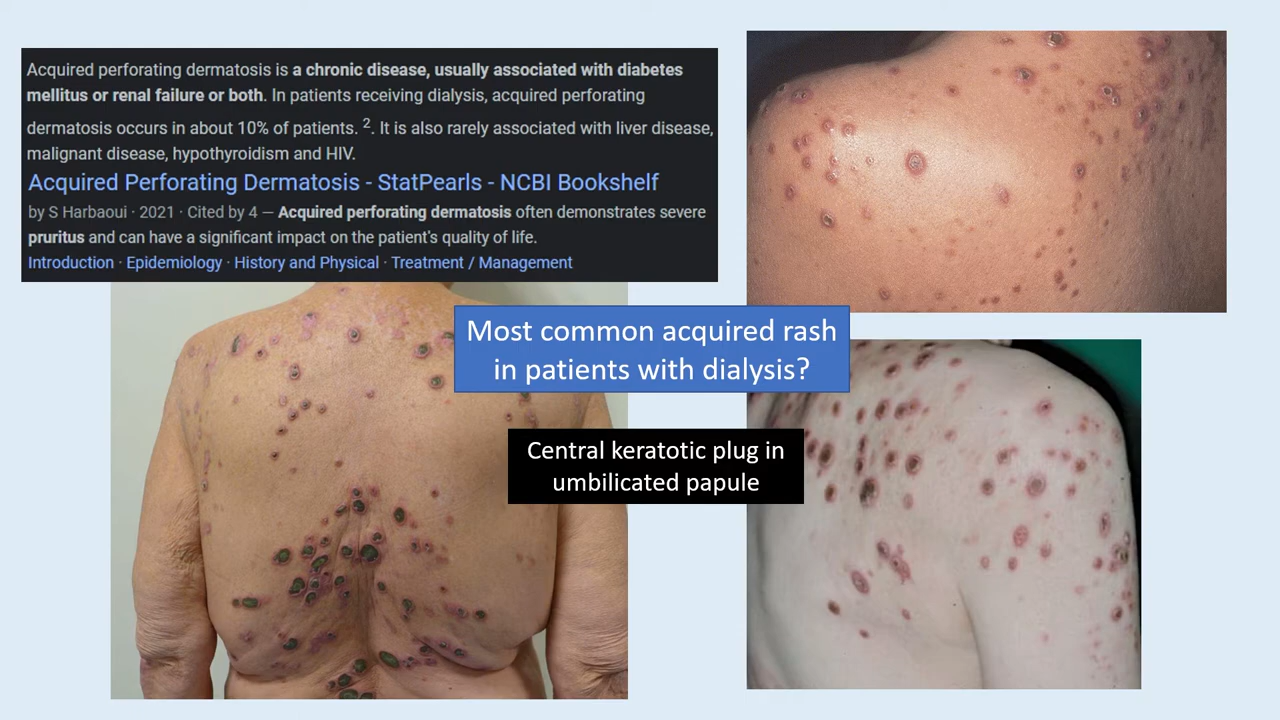 Acquired perforating dermatosis is a chronic disease, usually associated with diabetes
mellitus or renal failure or both. In patients receiving dialysis, acquired perforating
dermatosis occurs in about 10% of patients. 2. It is also rarely associated with liver disease,
malignant disease, hypothyroidism and HIV.
Acquired Perforating Dermatosis - StatPearls - NCBI Bookshelf
by S Harbaoui · 2021 · Cited by 4 — Acquired perforating dermatosis often demonstrates severe
pruritus and can have a significant impact on the patient's quality of life.
Introduction · Epidemiology · History and Physical · Treatment / Management
Most common acquired rash
in patients with dialysis?
Central keratotic plug in
umbilicated papule